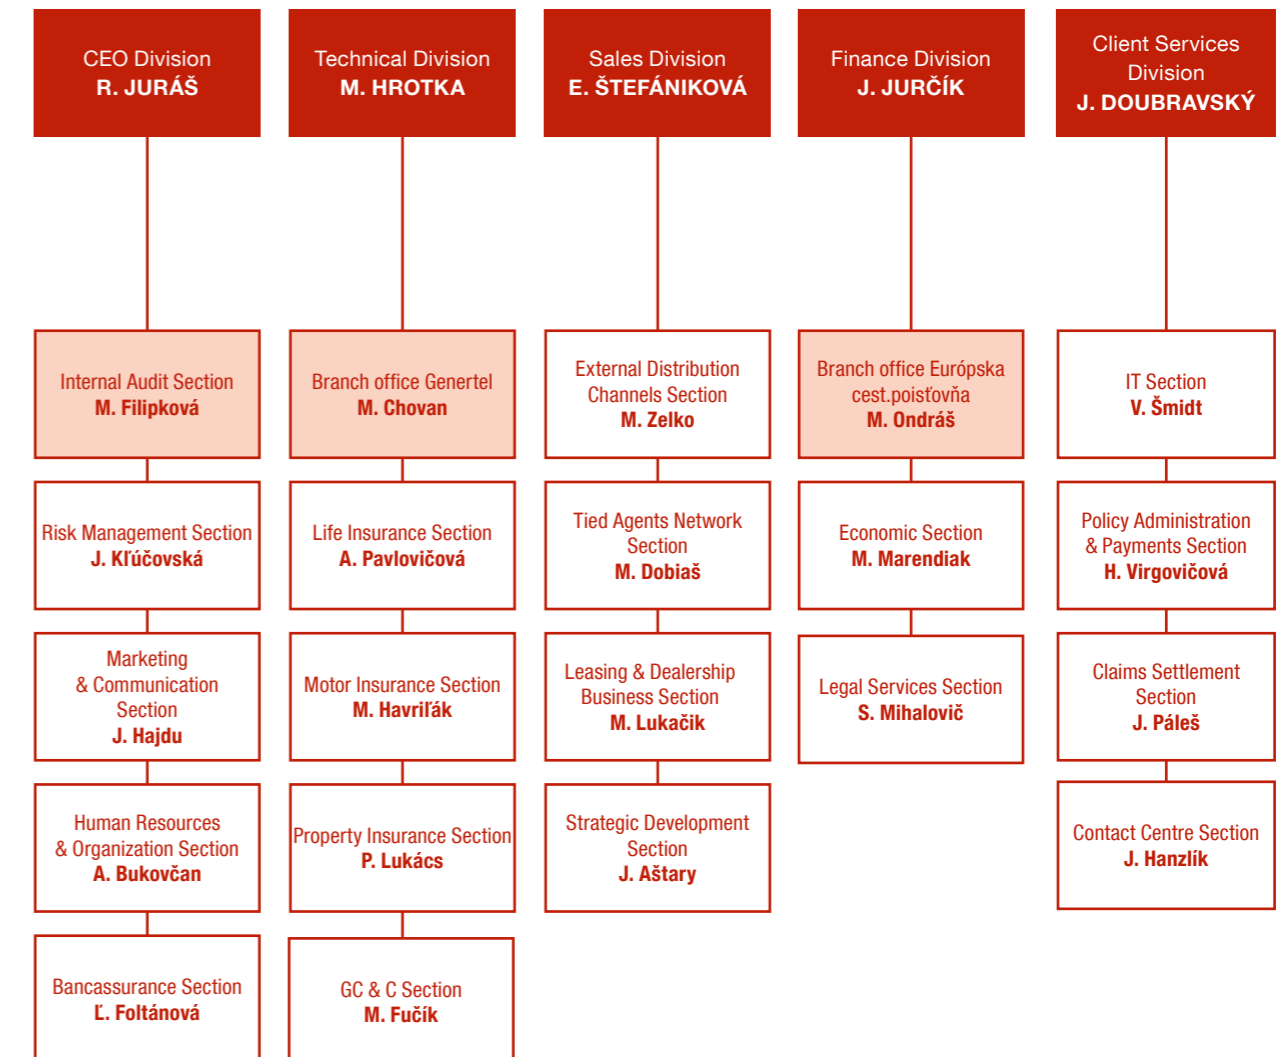 CEO Division
R. JURÁŠ
Technical Division
M. HROTKA
Sales Division
E. ŠTEFÁNIKOVÁ
Finance Division
J. JURČÍK
Client Services
Division
J. DOUBRAVSKÝ
Internal Audit Section
M. Filipková
Branch office Genertel
M. Chovan
External Distribution
Channels Section
M. Zelko
Branch office Európska
cest.poisťovňa
M. Ondráš
IT Section
V. Šmidt
Risk Management Section
J. Kľúčovská
Life Insurance Section
A. Pavlovičová
Tied Agents Network
Section
M. Dobiaš
Economic Section
M. Marendiak
Policy Administration
& Payments Section
H. Virgovičová
Marketing
& Communication
Section
J. Hajdu
Motor Insurance Section
M. Havriľák
Leasing & Dealership
Business Section
M. Lukačik
Legal Services Section
S. Mihalovič
Claims Settlement
Section
J. Páleš
Human Resources
& Organization Section
A. Bukovčan
Property Insurance Section
P. Lukács
Strategic Development
Section
J. Aštary
Contact Centre Section
J. Hanzlík
Bancassurance Section
Ľ. Foltánová
GC & C Section
M. Fučík